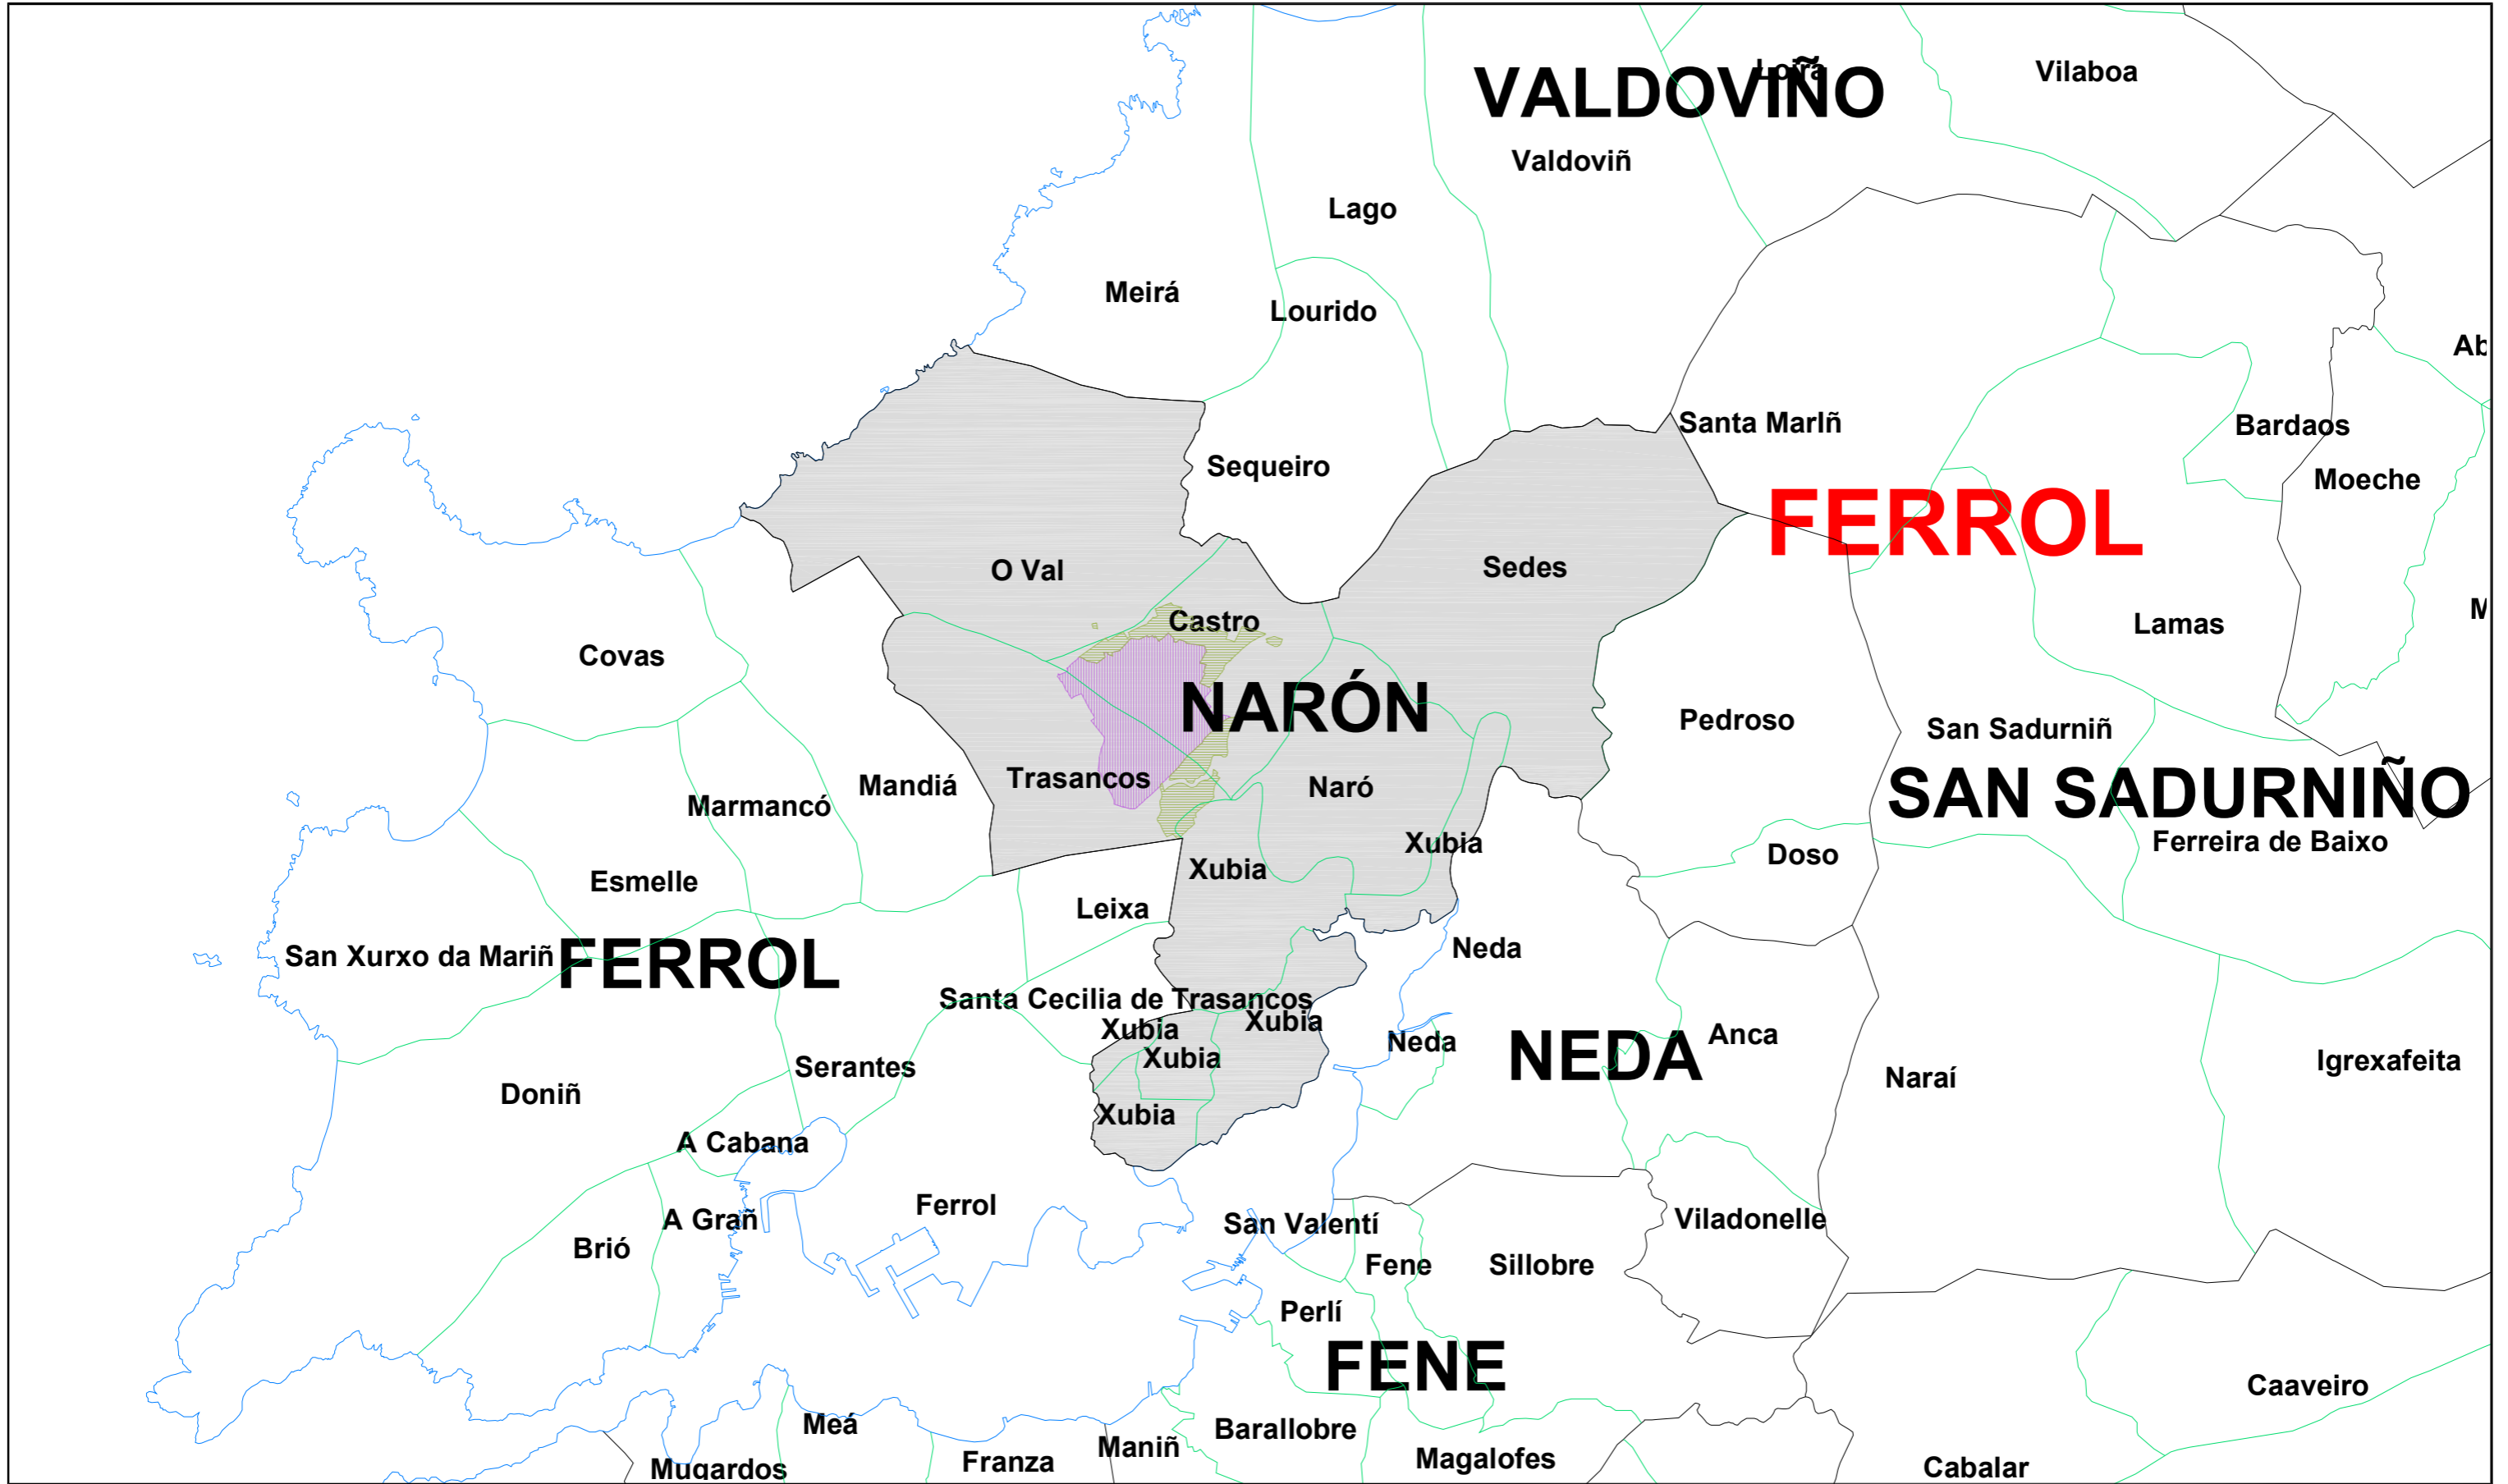 Loira
Vilaboa
VALDOVIÑO
Valdoviñ
Lago
Meirá
Lourido
Ab
Santa MarIñ
Bardaos
Sequeiro
Moeche
FERROL
O Val
Sedes
Castro
M
Lamas
Covas
NARÓN
Pedroso
San Sadurniñ
Trasancos
Mandiá
Naró
SAN SADURNIÑO
Marmancó
Xubia
Ferreira de Baixo
Doso
Xubia
Esmelle
Leixa
San Xurxo da Mariñ
FERROL
Neda
Santa Cecilia de Trasancos
Xubia
Xubia
Neda
NEDA
Anca
Xubia
Igrexafeita
Serantes
Naraí
Doniñ
Xubia
A Cabana
Ferrol
A Grañ
San Valentí
Viladonelle
Brió
Fene
Sillobre
Perlí
FENE
Caaveiro
Meá
Barallobre
Maniñ
Franza
Magalofes
Mugardos
Cabalar